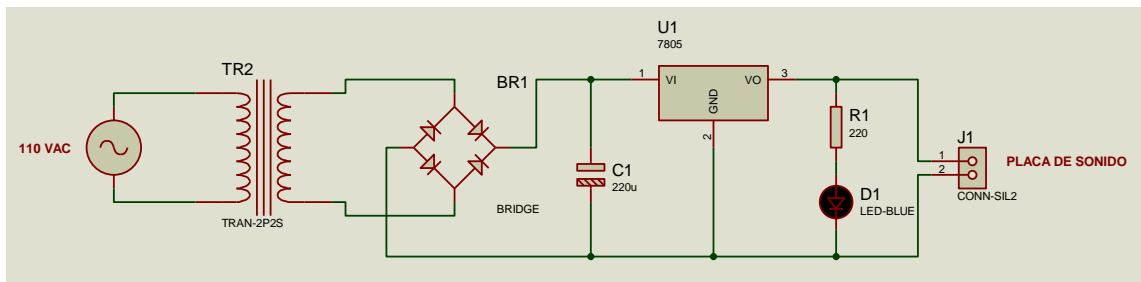 110 VAC
TR2
TRAN-2P2S
BR1
BRIDGE
C1
220u
U1
7805
1
VI
VO
3
GND
2
R1
220
D1
LED-BLUE
J1
1
2
CONN-SIL2
PLACA DE SONIDO